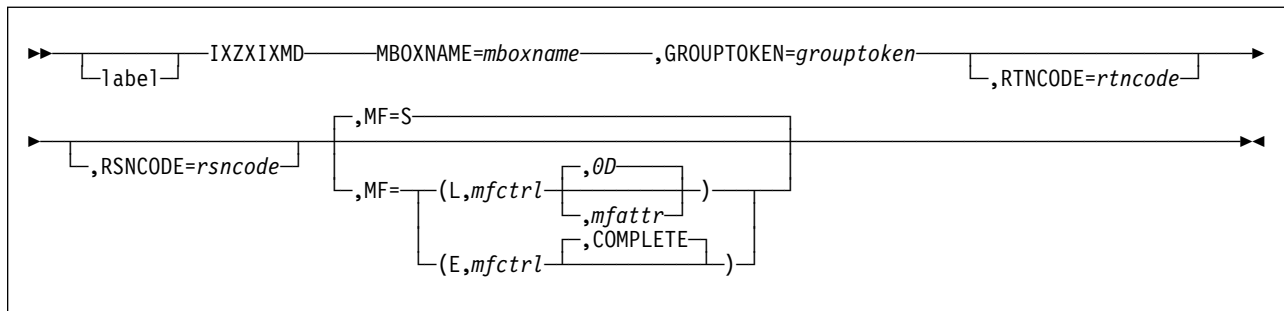 IXZXIXMD MBOXNAME=mboxname ,GROUPTOKEN=grouptoken
label ,RTNCODE=rtncode
,MF=S
,RSNCODE=rsncode ,0D
,MF= (L,mfctrl )
,mfattr
,COMPLETE
(E,mfctrl )